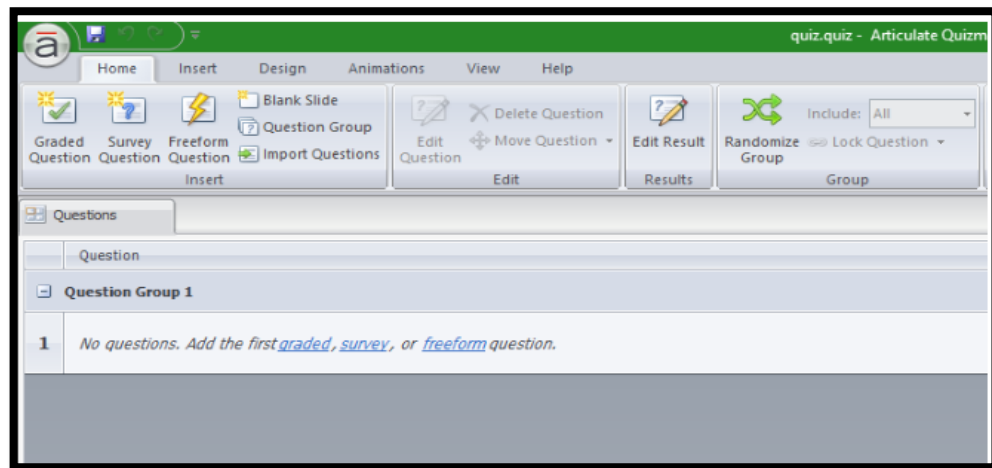 quiz.quiz - Articulate Quizm
Home Insert Design Animations View Help
Graded Question
Survey Question
Freeform Question
Blank Slide
Question Group
Import Questions
Insert
Edit Question
Delete Question
Move Question
Edit
Edit Result
Results
Randomize Group
Include: All
Lock Question
Group
Questions
Question
Question Group 1
1 No questions. Add the first graded, survey, or freeform question.